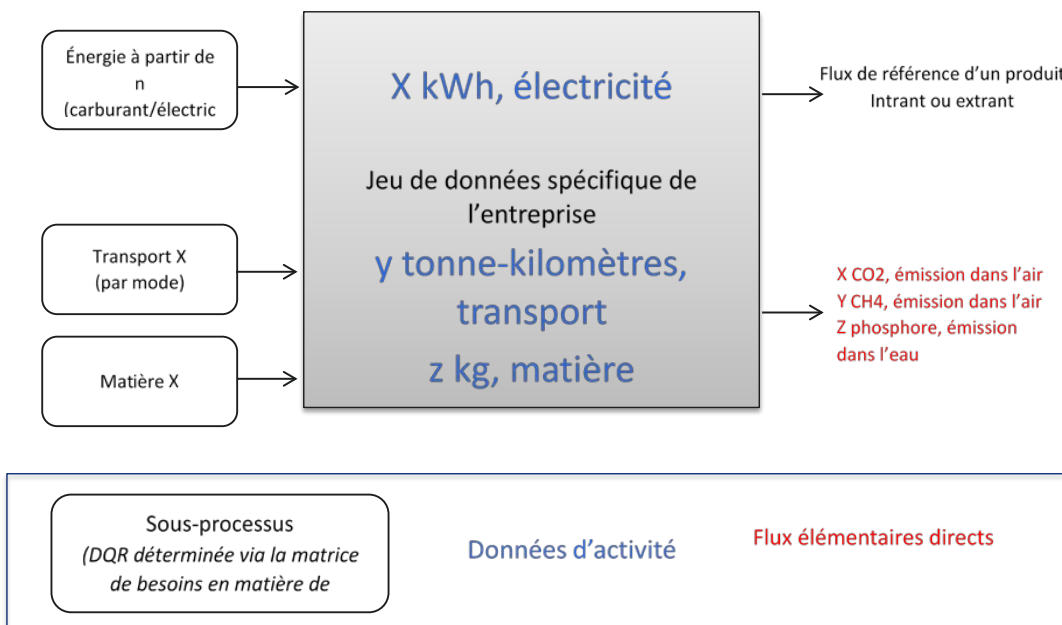 Énergie à partir de
n
(carburant/électric
X kWh, électricité
Flux de référence d'un produit
Intrant ou extrant
Jeu de données spécifique de
l'entreprise
Transport X
(par mode)
y tonne-kilomètres,
transport
X CO2, émission dans l'air
Y CH4, émission dans l'air
Z phosphore, émission
dans l'eau
Matière X
z kg, matière
Sous-processus
(DQR déterminée via la matrice
de besoins en matière de
Données d'activité
Flux élémentaires directs